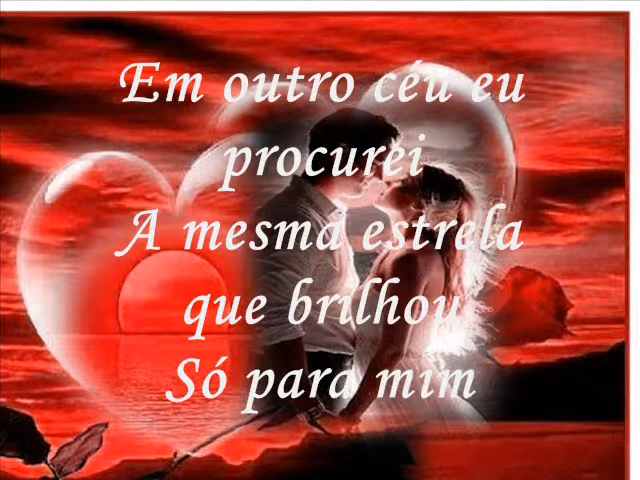 Em outro céu eu
procurei
A mesma estrela
que brilhou
Só para mim